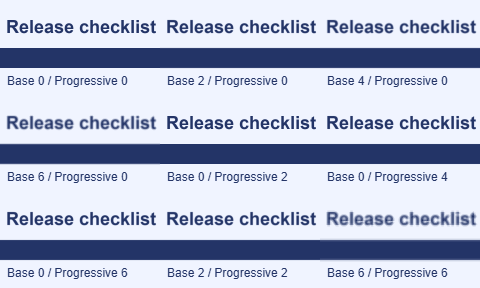 Release checklist Release checklist Release checklist
Base 0 / Progressive 0 Base 2 / Progressive 0 Base 4 / Progressive 0
Release checklist Release checklist Release checklist
Base 6 / Progressive 0 Base 0 / Progressive 2 Base 0 / Progressive 4
Release checklist Release checklist Release checklist
Base 0 / Progressive 6 Base 2 / Progressive 2 Base 6 / Progressive 6